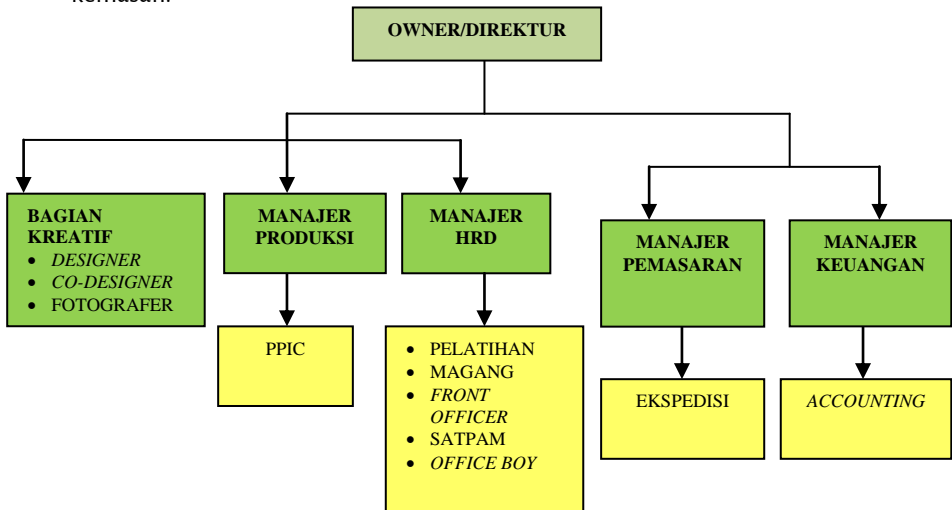 OWNER/DIREKTUR
BAGIAN
KREATIF
• DESIGNER
• CO-DESIGNER
• FOTOGRAFER
MANAJER
PRODUKSI
MANAJER
HRD
MANAJER
PEMASARAN
MANAJER
KEUANGAN
PPIC
• PELATIHAN
• MAGANG
• FRONT
OFFICER
• SATPAM
• OFFICE BOY
EKSPEDISI
ACCOUNTING